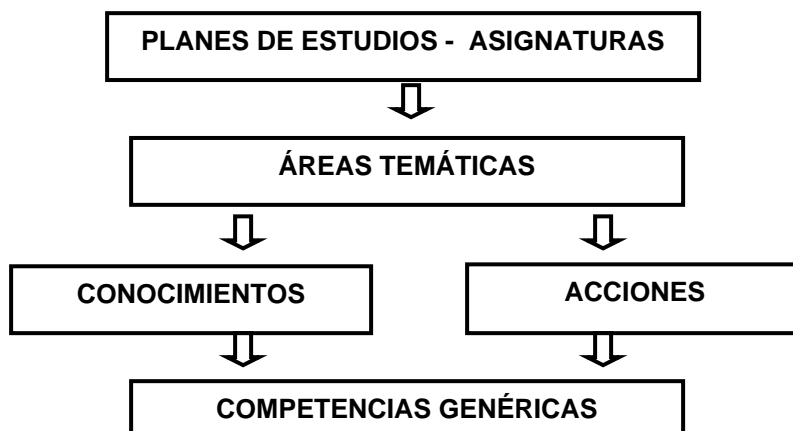 PLANES DE ESTUDIOS - ASIGNATURAS
ÁREAS TEMÁTICAS
CONOCIMIENTOS
ACCIONES
COMPETENCIAS GENÉRICAS